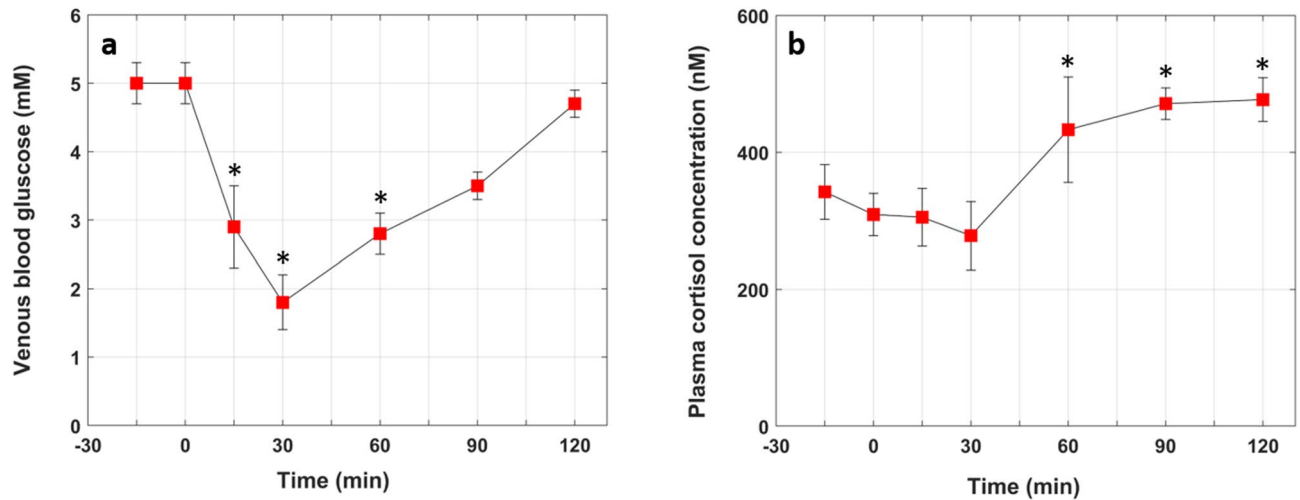 a
Venous blood gluscose (mM)
6
5
4
3
2
1
0
* * *
-30 0 30 60 90 120
Time (min)
b
Plasma cortisol concentration (nM)
600
400
200
0
* * *
-30 0 30 60 90 120
Time (min)